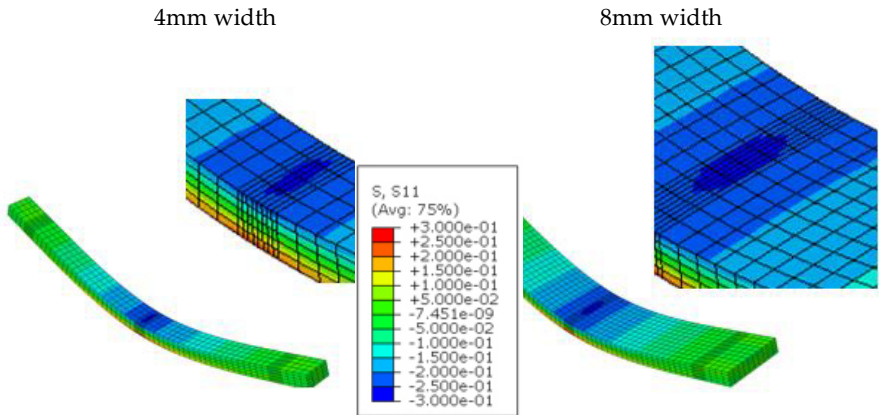 4mm width
8mm width
S, S11
(Avg: 75%)
+3.000e-01
+2.500e-01
+2.000e-01
+1.500e-01
+1.000e-01
+5.000e-02
-7.451e-09
-5.000e-02
-1.000e-01
-1.500e-01
-2.000e-01
-2.500e-01
-3.000e-01